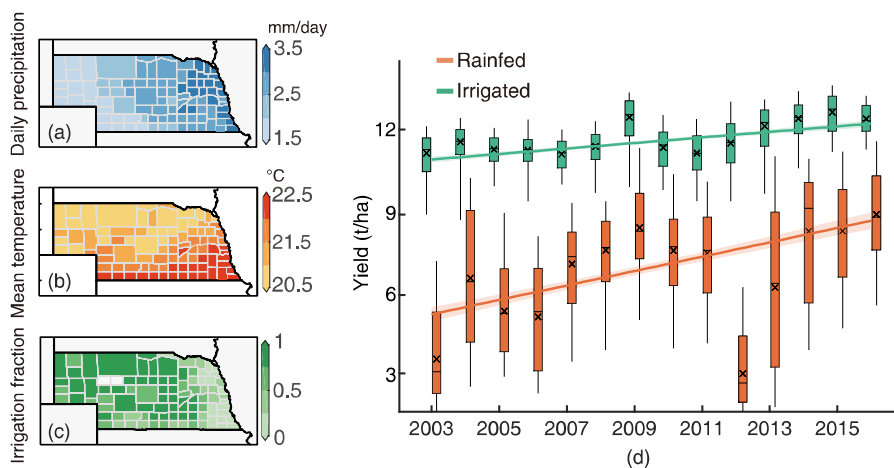 Daily precipitation
(a)
mm/day
3.5
2.5
1.5
Mean temperature
(b)
°C
22.5
21.5
20.5
Irrigation fraction
(c)
1
0.5
0
Rainfed
Irrigated
Yield (t/ha)
12
9
6
3
2003 2005 2007 2009 2011 2013 2015
(d)